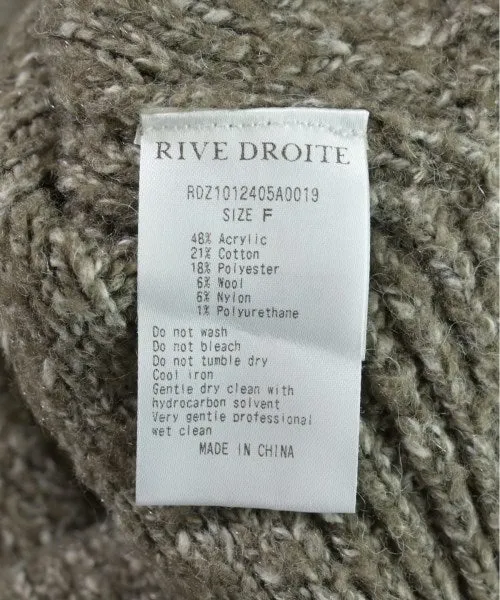 RIVE DROITE
RDZ1012405A0019
SIZE F
48% Acrylic
21% Cotton
18% Polyester
6% Wool
6% Nylon
1% Polyurethane
Do not wash
Do not bleach
Do not tumble dry
Cool iron
Gentle dry clean with
hydrocarbon solvent
Very gentle professional
wet clean
MADE IN CHINA